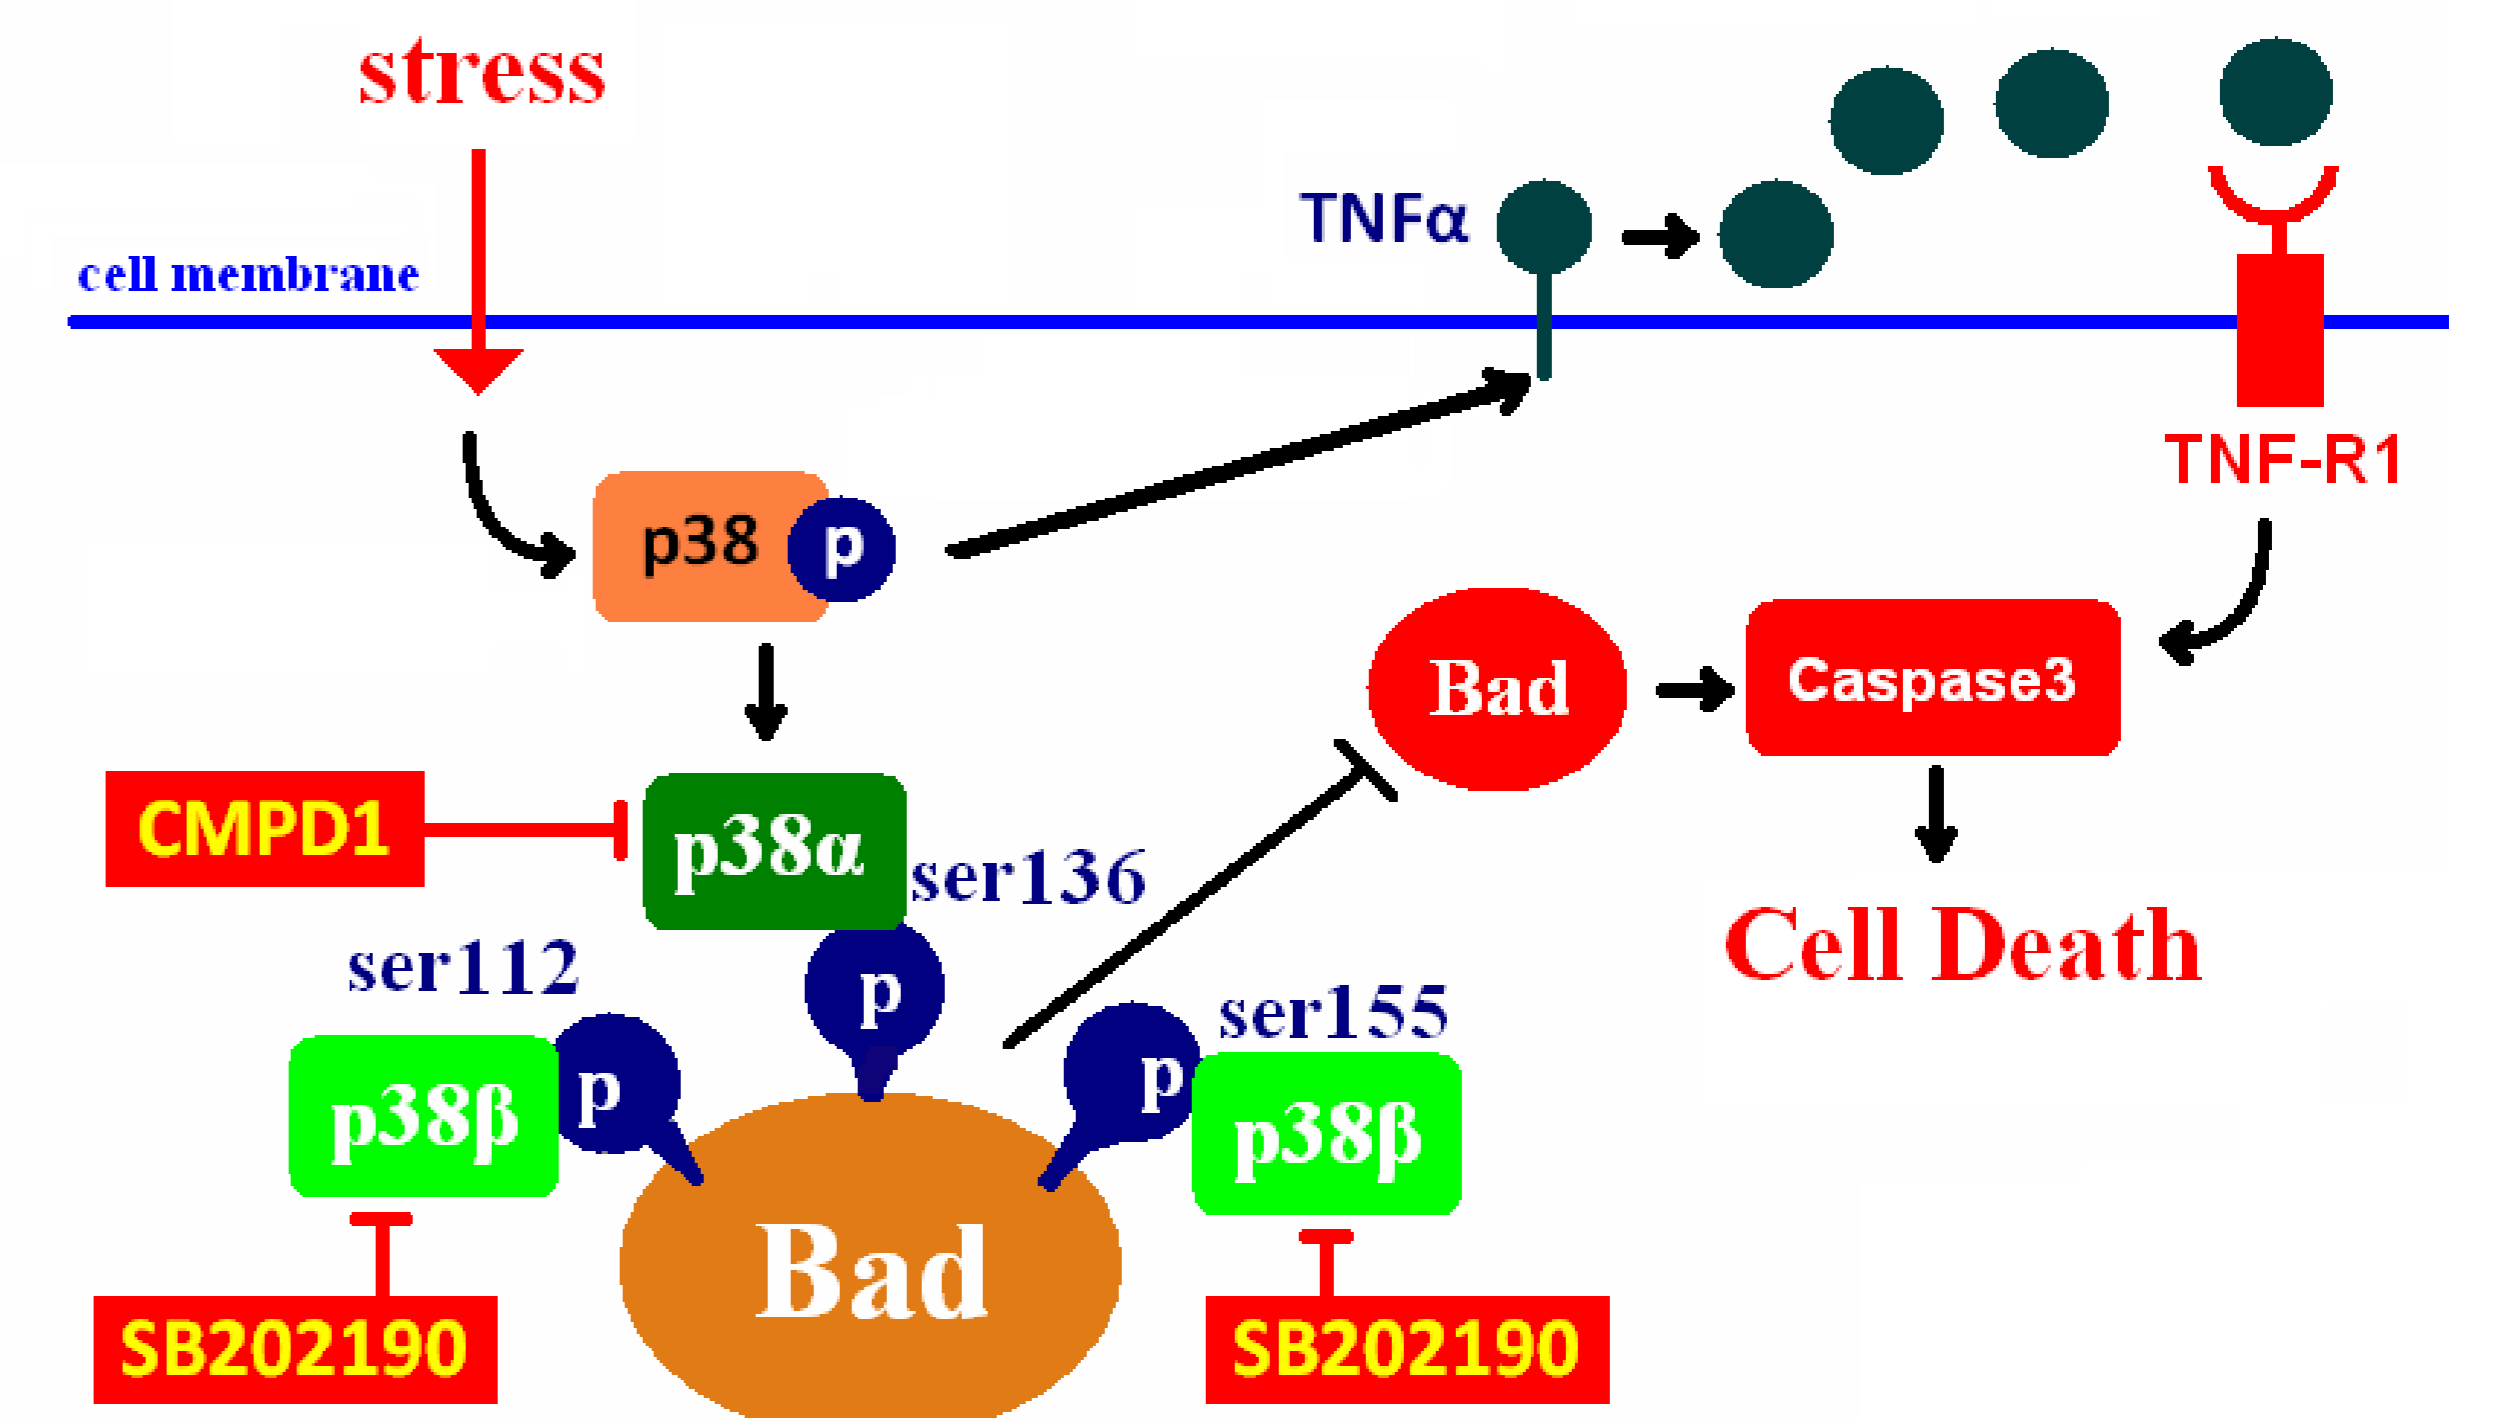 stress
TNFα
cell membrane
TNF-R1
p38
p
Bad
Caspase3
CMPD1
p38α
ser136
Cell Death
ser112
p
ser155
p38β
p
p
p38β
Bad
SB202190
SB202190